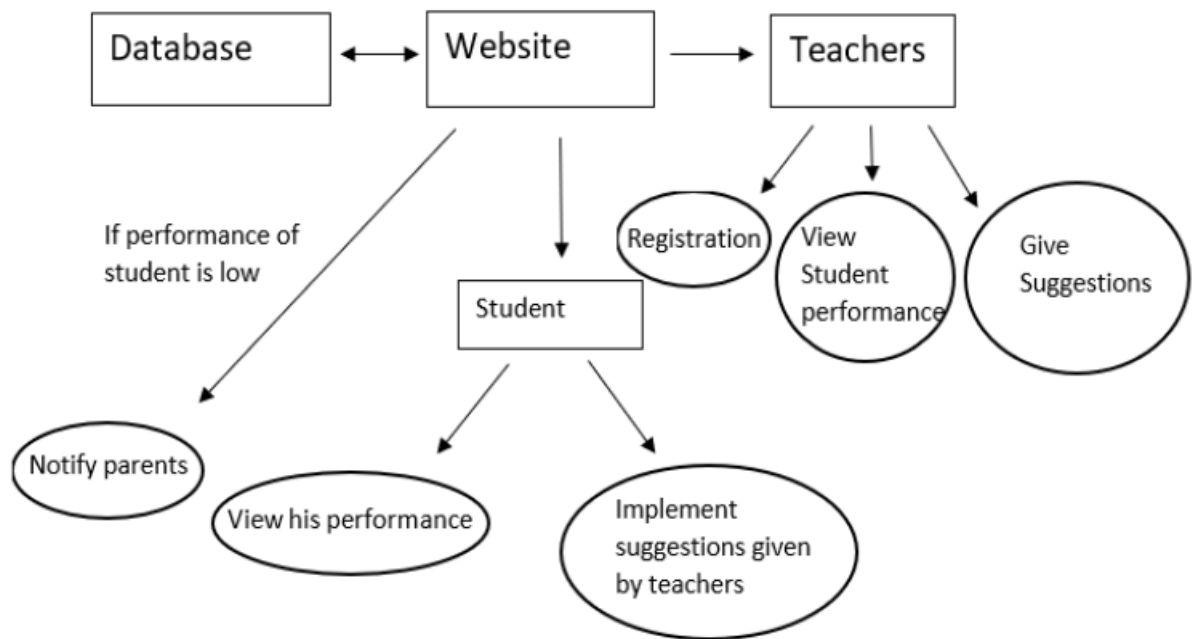 Database
Website
Teachers
If performance of
student is low
Registration
View
Student
performance
Give
Suggestions
Student
Notify parents
View his performance
Implement
suggestions given
by teachers